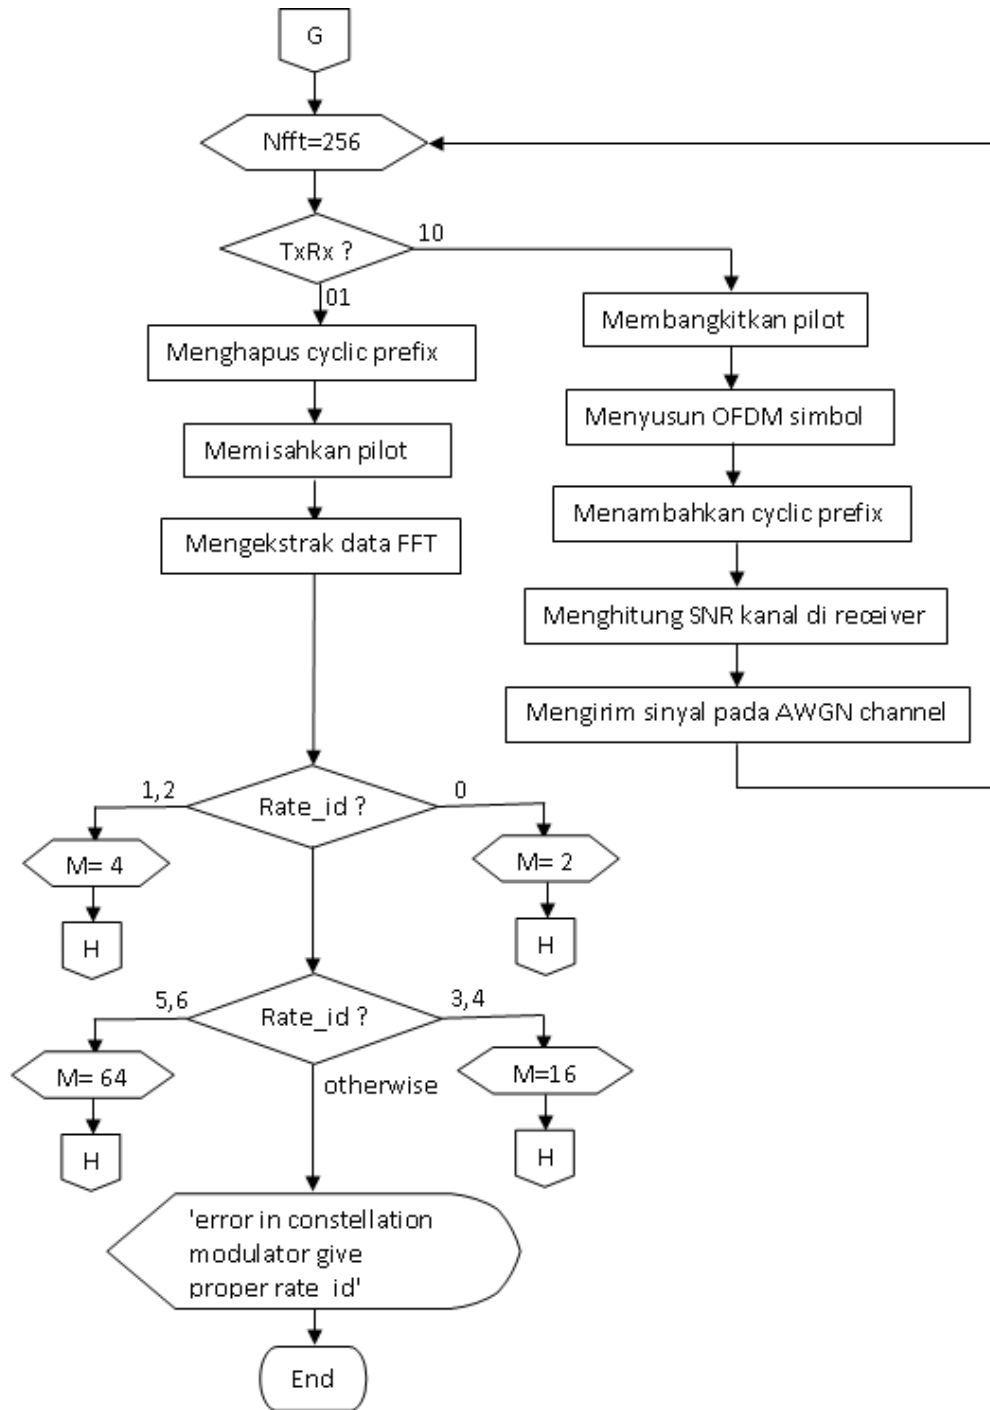 G
Nfft=256
TxRx ?
10
01
Menghapus cyclic prefix
Memisahkan pilot
Mengekstrak data FFT
Membangkitkan pilot
Menyusun OFDM simbol
Menambahkan cyclic prefix
Menghitung SNR kanal di receiver
Mengirim sinyal pada AWGN channel
1,2
Rate_id ?
0
M= 4
M= 2
H
H
5,6
Rate_id ?
3,4
M= 64
otherwise
M=16
H
H
'error in constellation
modulator give
proper rate_id'
End